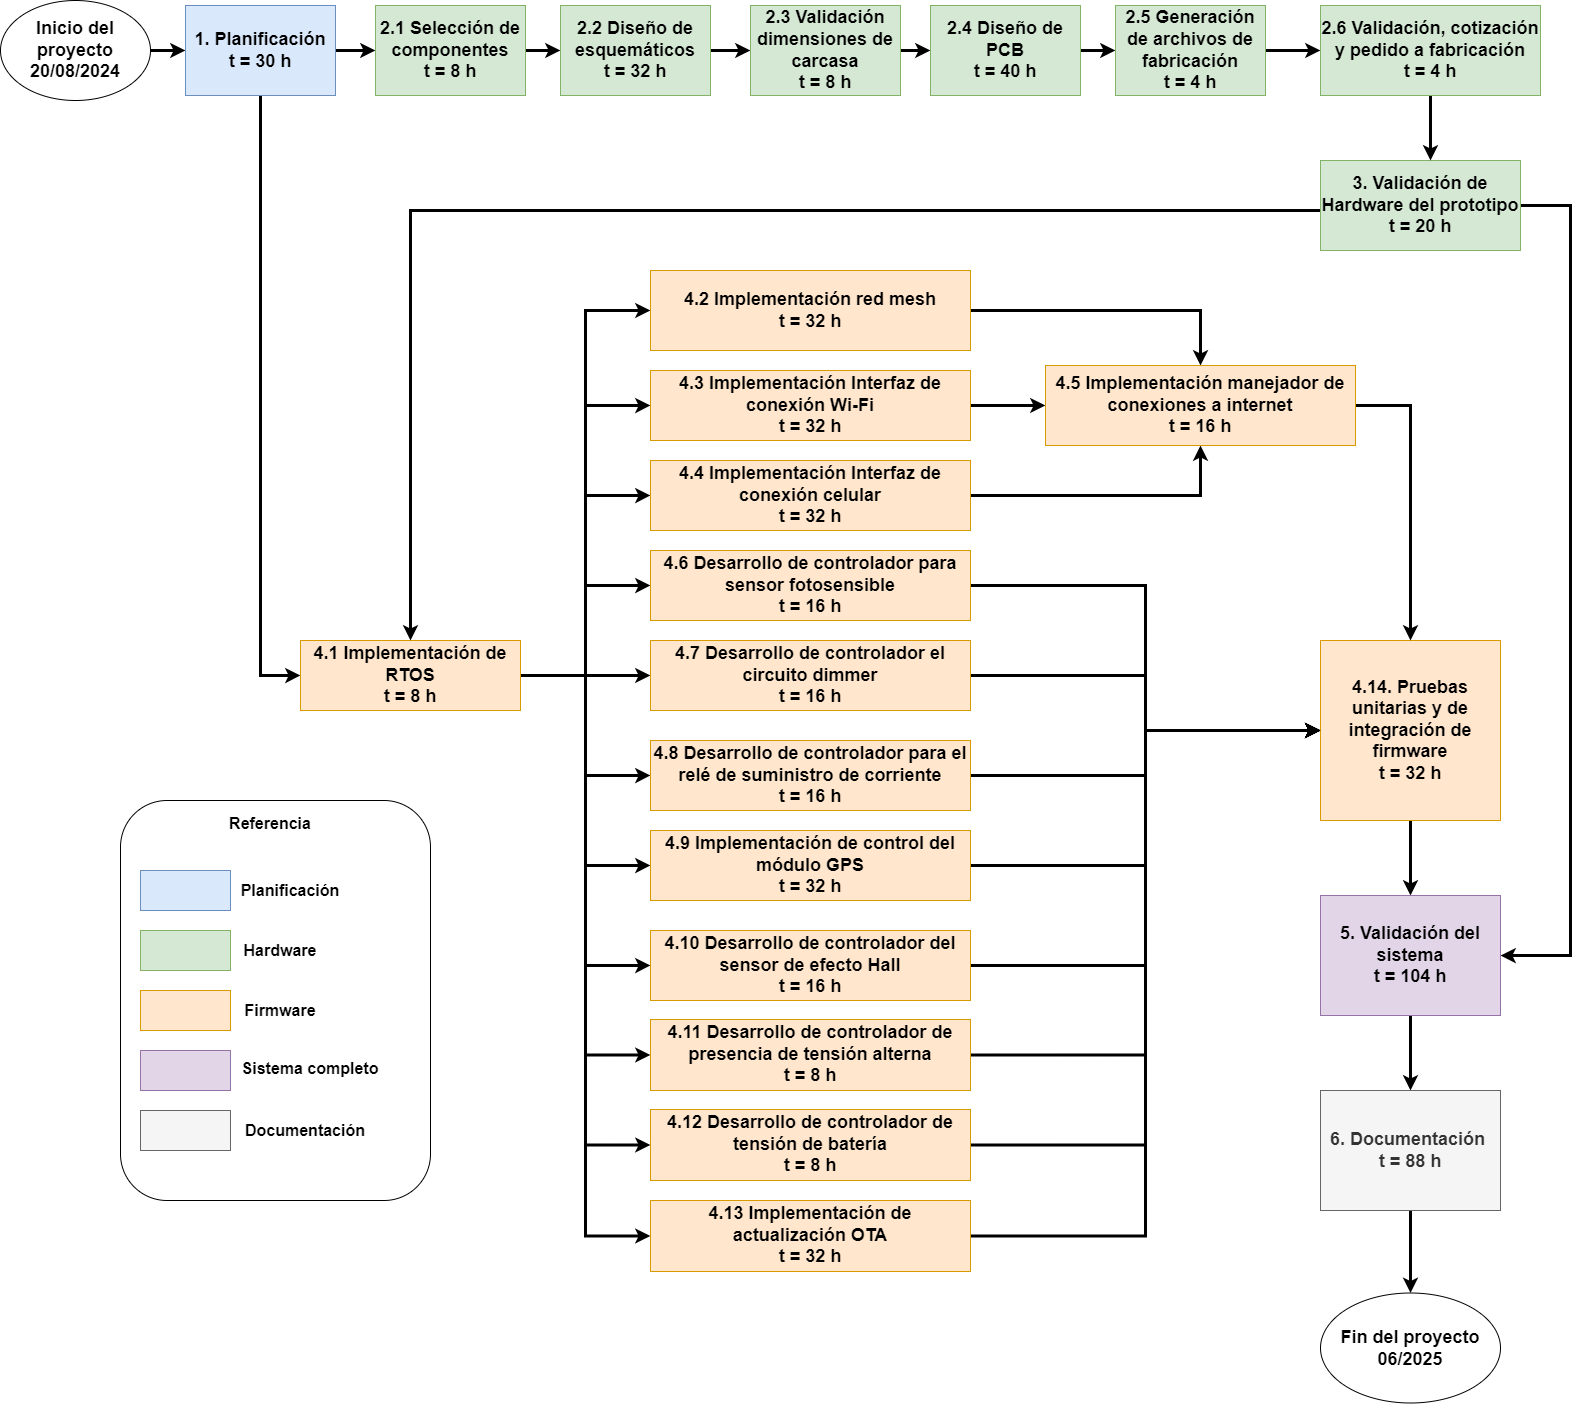 Inicio del
proyecto
20/08/2024
1. Planificación
t = 30 h
2.1 Selección de
componentes
t = 8 h
2.2 Diseño de
esquemáticos
t = 32 h
2.3 Validación
dimensiones de
carcasa
t = 8 h
2.4 Diseño de
PCB
t = 40 h
2.5 Generación
de archivos de
fabricación
t = 4 h
2.6 Validación, cotización
y pedido a fabricación
t = 4 h
3. Validación de
Hardware del prototipo
t = 20 h
4.2 Implementación red mesh
t = 32 h
4.3 Implementación Interfaz de
conexión Wi-Fi
t = 32 h
4.5 Implementación manejador de
conexiones a internet
t = 16 h
4.4 Implementación Interfaz de
conexión celular
t = 32 h
4.6 Desarrollo de controlador para
sensor fotosensible
t = 16 h
4.1 Implementación de
RTOS
t = 8 h
4.7 Desarrollo de controlador el
circuito dimmer
t = 16 h
4.14. Pruebas
unitarias y de
integración de
firmware
t = 32 h
4.8 Desarrollo de controlador para el
relé de suministro de corriente
t = 16 h
4.9 Implementación de control del
módulo GPS
t = 32 h
4.10 Desarrollo de controlador del
sensor de efecto Hall
t = 16 h
5. Validación del
sistema
t = 104 h
4.11 Desarrollo de controlador de
presencia de tensión alterna
t = 8 h
4.12 Desarrollo de controlador de
tensión de batería
t = 8 h
6. Documentación
t = 88 h
4.13 Implementación de
actualización OTA
t = 32 h
Fin del proyecto
06/2025
Referencia
Planificación
Hardware
Firmware
Sistema completo
Documentación